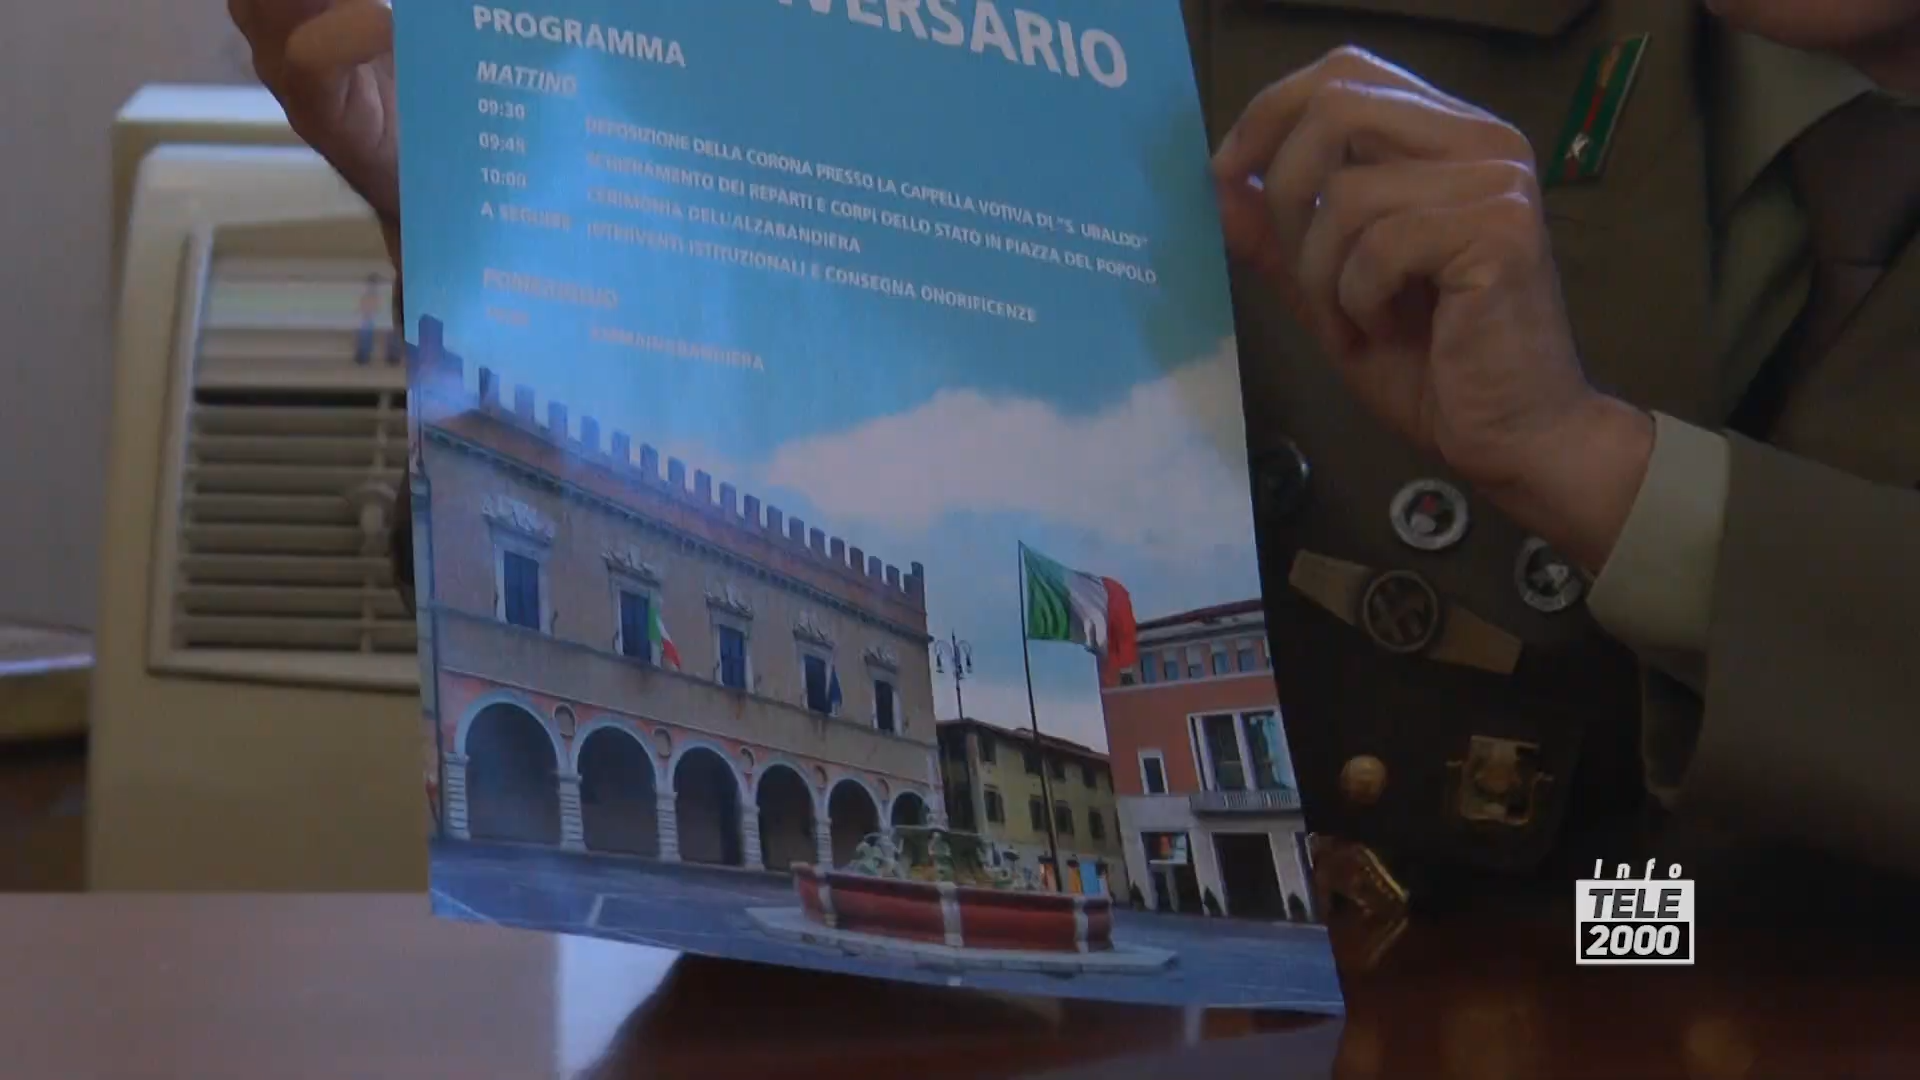 VERSARIO
PROGRAMMA
MATTINO
09:30 DEPOSIZIONE DELLA CORONA PRESSO LA CAPPELLA VOTIVA DI "S. UBALDO"
09:45 SCHIERAMENTO DEI REPARTI E CORPI DELLO STATO IN PIAZZA DEL POPOLO
10:00 CERIMONIA DELL'ALZABANDIERA
A SEGUIRE INTERVENTI ISTITUZIONALI E CONSEGNA ONORIFICENZE
POMERIGGIO
AMMAINABANDIERA
Info
TELE
2000